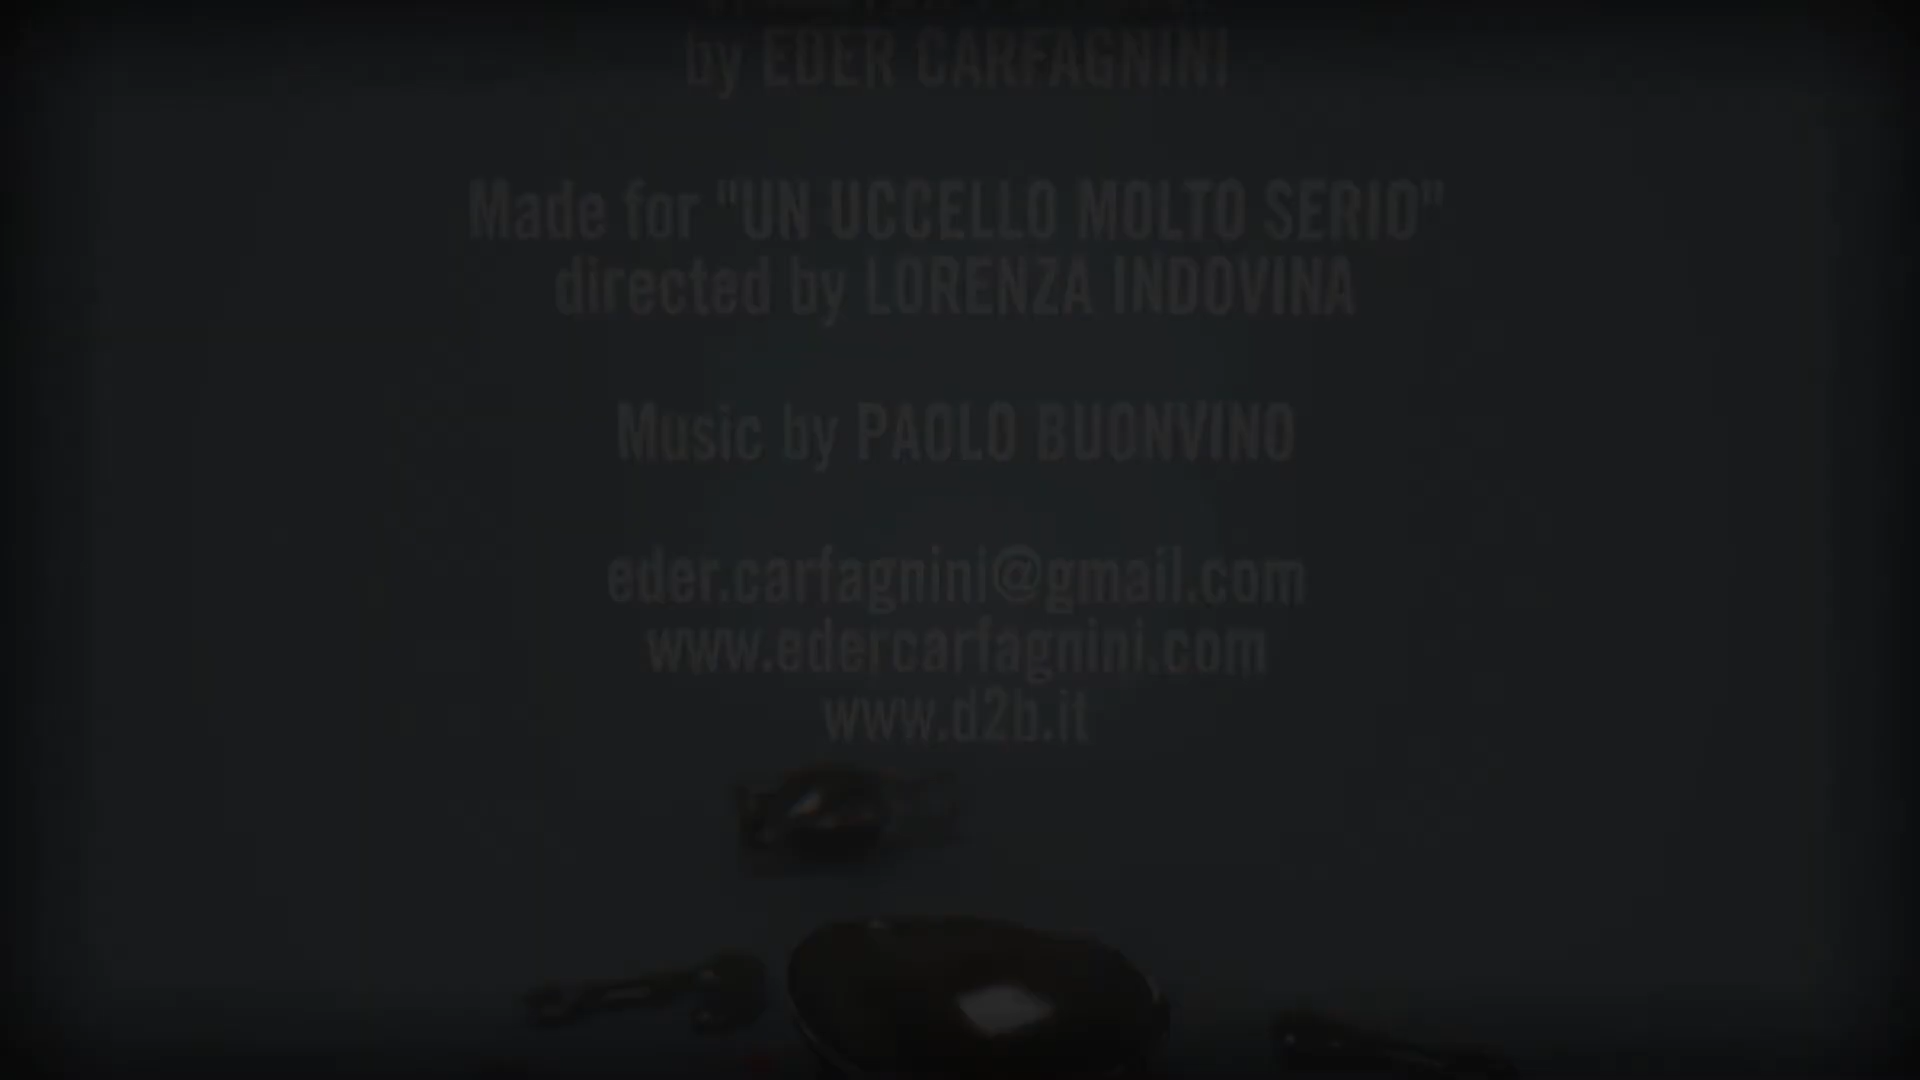 by EDER CARFAGNINI
Made for "UN UCCELLO MOLTO SERIO"
directed by LORENZA INDOVINA
Music by PAOLO BUONVINO
eder.carfagnini@gmail.com
www.edercarfagnini.com
www.d2b.it